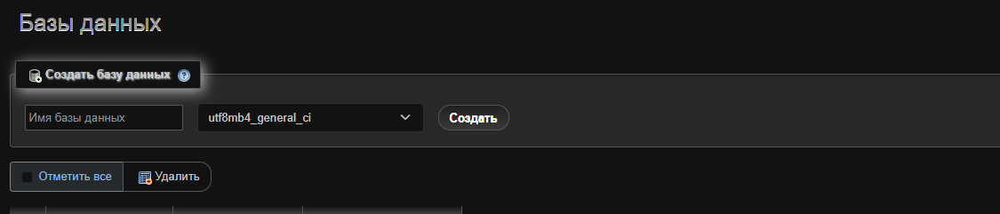 Базы данных
Создать базу данных
Имя базы данных utf8mb4_general_ci Создать
Отметить все Удалить